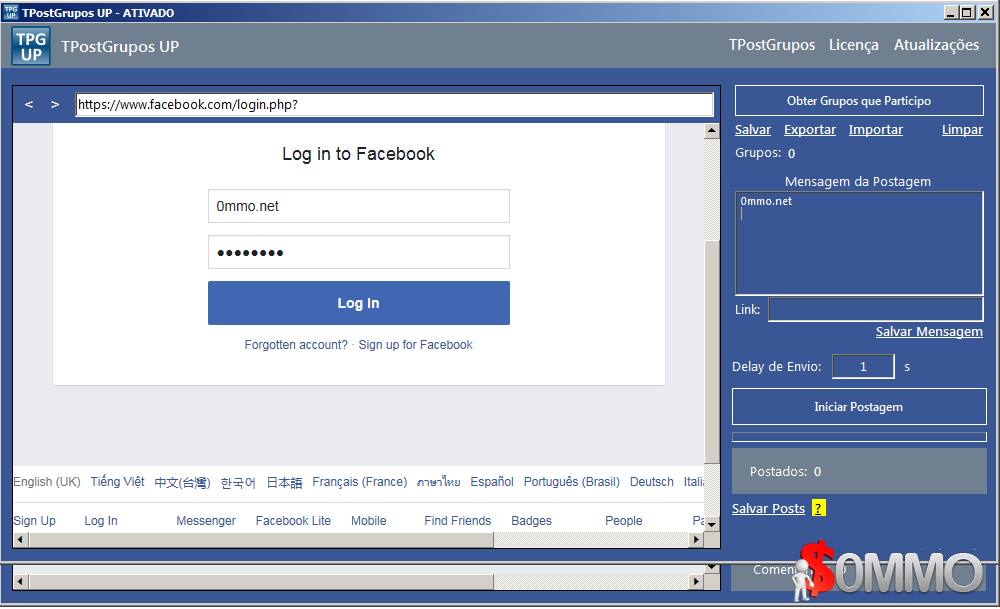 TPG UP TPostGrupos UP - ATIVADO
TPG
UP
TPostGrupos UP
TPostGrupos Licença Atualizações
< > https://www.facebook.com/login.php?
Log in to Facebook
0mmo.net
●●●●●●●●
Log In
Forgotten account? · Sign up for Facebook
English (UK) Tiếng Việt 中文(台灣) 한국어 日本語 Français (France) ภาษาไทย Español Português (Brasil) Deutsch Italia
Sign Up Log In Messenger Facebook Lite Mobile Find Friends Badges People Pa
Obter Grupos que Participo
Salvar Exportar Importar Limpar
Grupos: 0
Mensagem da Postagem
0mmo.net
Link:
Salvar Mensagem
Delay de Envio: 1 s
Iniciar Postagem
Postados: 0
Salvar Posts ?
$0MMO